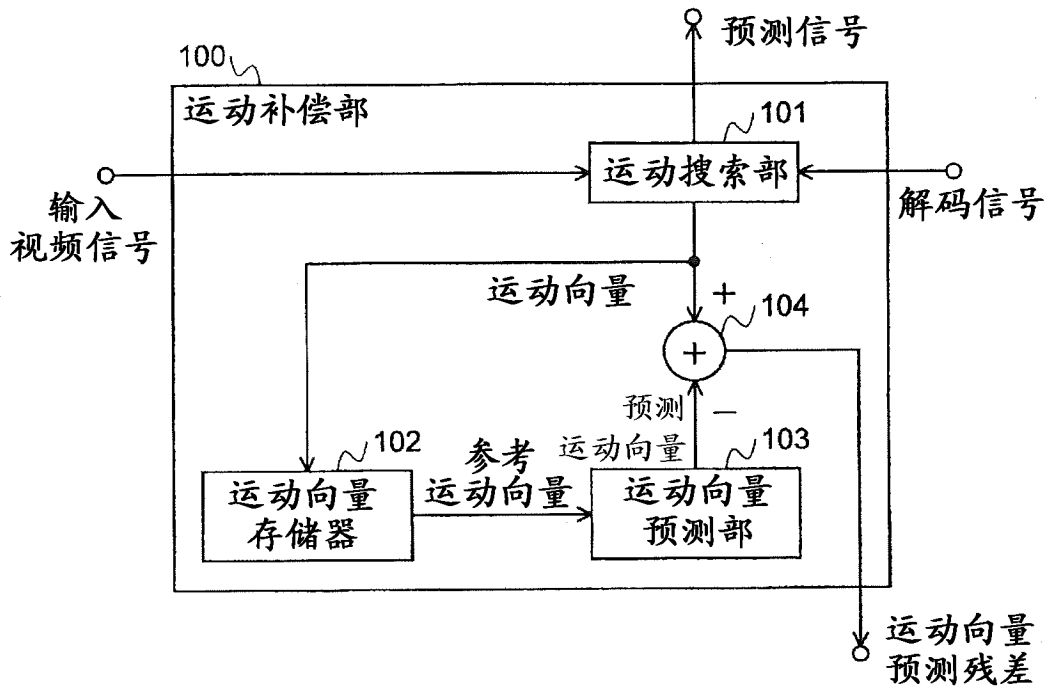 预测信号
100
运动补偿部
101
运动搜索部
输入
视频信号
解码信号
运动向量
+
104
+
预测
运动向量
−
102
参考
运动向量
103
运动向量
存储器
运动向量
预测部
运动向量
预测残差